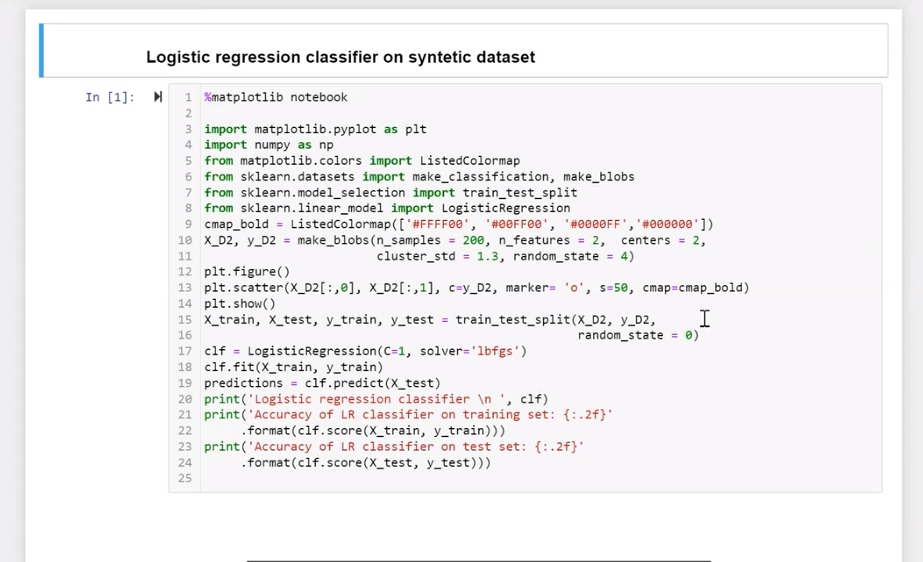 Logistic regression classifier on syntetic dataset
In [1]:
1 %matplotlib notebook
2
3 import matplotlib.pyplot as plt
4 import numpy as np
5 from matplotlib.colors import ListedColormap
6 from sklearn.datasets import make_classification, make_blobs
7 from sklearn.model_selection import train_test_split
8 from sklearn.linear_model import LogisticRegression
9 cmap_bold = ListedColormap(['#FFFF00', '#00FF00', '#0000FF','#000000'])
10 X_D2, y_D2 = make_blobs(n_samples = 200, n_features = 2,  centers = 2,
11                         cluster_std = 1.3, random_state = 4)
12 plt.figure()
13 plt.scatter(X_D2[:,0], X_D2[:,1], c=y_D2, marker= 'o', s=50, cmap=cmap_bold)
14 plt.show()
15 X_train, X_test, y_train, y_test = train_test_split(X_D2, y_D2,
16                                                     random_state = 0)
17 clf = LogisticRegression(C=1, solver='lbfgs')
18 clf.fit(X_train, y_train)
19 predictions = clf.predict(X_test)
20 print('Logistic regression classifier \n ', clf)
21 print('Accuracy of LR classifier on training set: {:.2f}'
22      .format(clf.score(X_train, y_train)))
23 print('Accuracy of LR classifier on test set: {:.2f}'
24      .format(clf.score(X_test, y_test)))
25